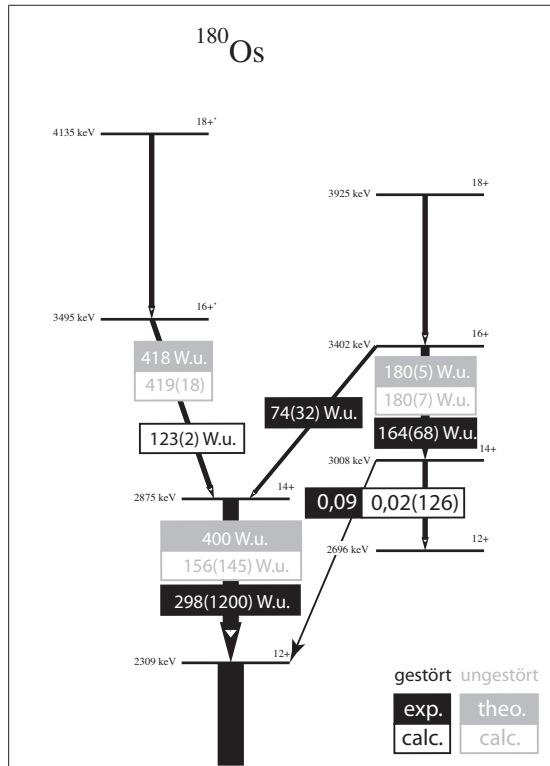 180Os
18+'
4135 keV
18+
3925 keV
16+'
3495 keV
16+
3402 keV
418 W.u.
419(18)
180(5) W.u.
180(7) W.u.
74(32) W.u.
164(68) W.u.
123(2) W.u.
14+
3008 keV
14+
2875 keV
0,09
0,02(126)
12+
2696 keV
400 W.u.
156(145) W.u.
298(1200) W.u.
12+
2309 keV
gestört ungestört
exp. theo.
calc. calc.